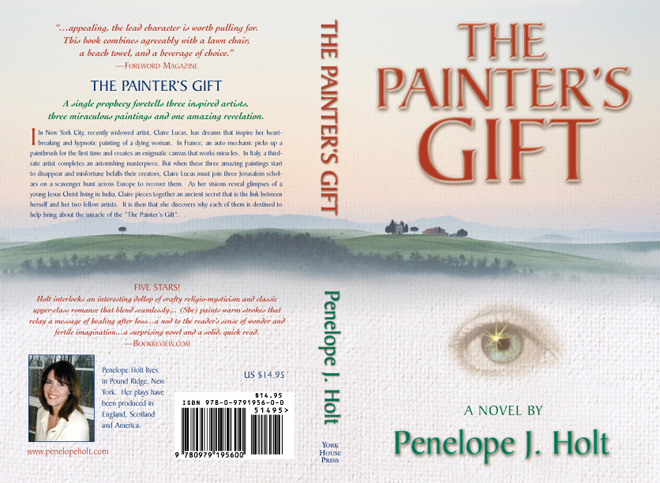 "...appealing, the lead character is worth pulling for.
This book combines agreeably with a lawn chair,
a beach towel, and a beverage of choice."
—Foreword Magazine
THE PAINTER'S GIFT
A single prophecy foretells three inspired artists,
three miraculous paintings and one amazing revelation.
In New York City, recently widowed artist, Claire Lucas, has dreams that inspire her heart-
breaking and hypnotic painting of a dying woman. In France, an auto mechanic picks up a
paintbrush for the first time and creates an enigmatic canvas that works miracles. In Italy, a third-
rate artist completes an astonishing masterpiece. But when these three amazing paintings start
to disappear and misfortune befalls their creators, Claire Lucas must join three Jerusalem schol-
ars on a scavenger hunt across Europe to recover them. As her visions reveal glimpses of a
young Jesus Christ living in India, Claire pieces together an ancient secret that is the link between
herself and her two fellow artists. It is then that she discovers why each of them is destined to
help bring about the miracle of the "The Painter's Gift".
FIVE STARS!
Holt interlocks an interesting dollop of crafty religio-mysticism and classic
upper-class romance that blend seamlessly... (She) paints warm strokes that
relay a message of healing after loss...a nod to the reader's sense of wonder and
fertile imagination...a surprising novel and a solid, quick read.
—Bookreview.com
Penelope Holt lives
in Pound Ridge, New
York. Her plays have
been produced in
England, Scotland
and America.
www.penelopeholt.com
US $14.95
$14.95
ISBN 978-0-9791956-0-0
51495>
9 780979 195600
THE PAINTER'S GIFT
Penelope J. Holt
York
House
Press
THE
PAINTER'S
GIFT
A NOVEL BY
Penelope J. Holt